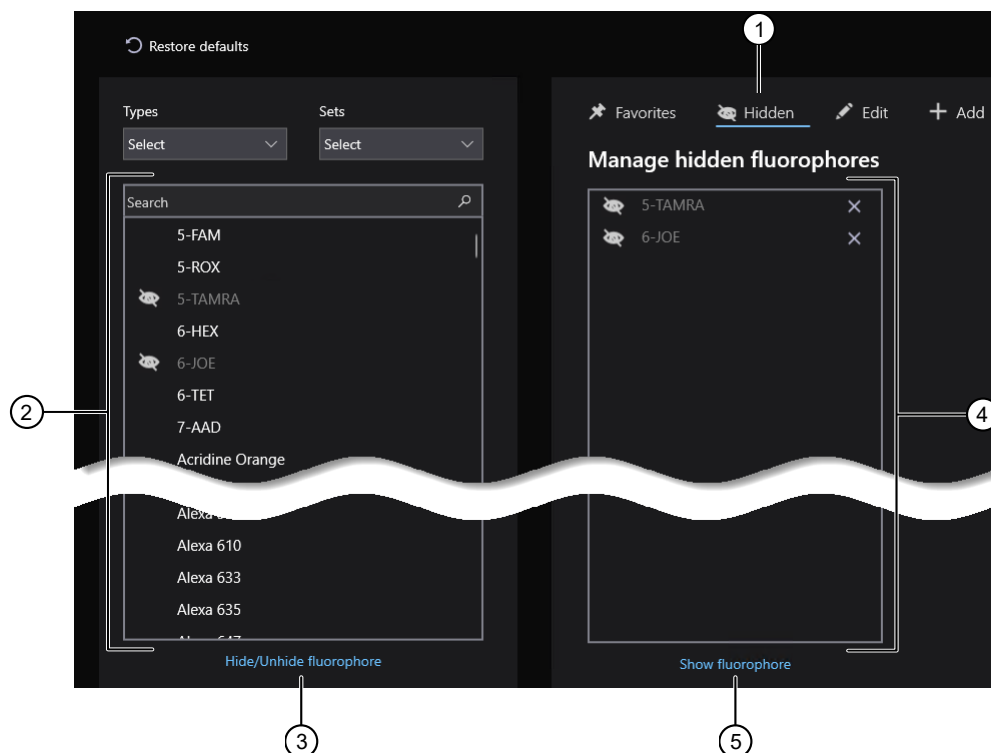 1
Restore defaults
Types
Sets
Select
Select
Favorites
Hidden
Edit
Add
Manage hidden fluorophores
Search
5-FAM
5-ROX
5-TAMRA
6-HEX
6-JOE
6-TET
7-AAD
Acridine Orange
Alexa
Alexa 610
Alexa 633
Alexa 635
Hide/Unhide fluorophore
5-TAMRA
6-JOE
Show fluorophore
2
4
3
5